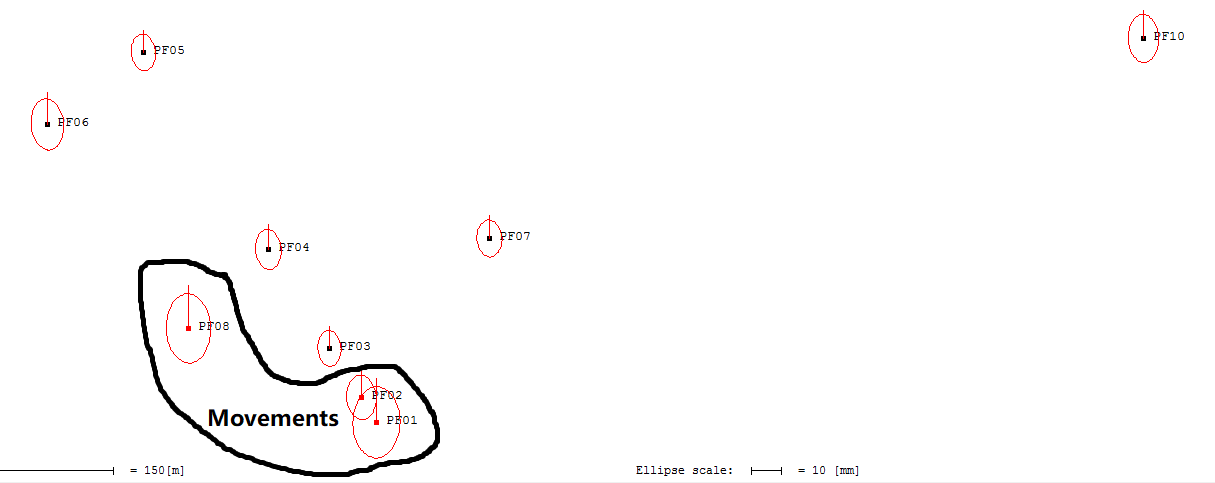 PF10
PF05
PF06
PF07
PF04
PF08
PF03
PF02
Movements
PF01
= 150[m]
Ellipse scale: = 10 [mm]